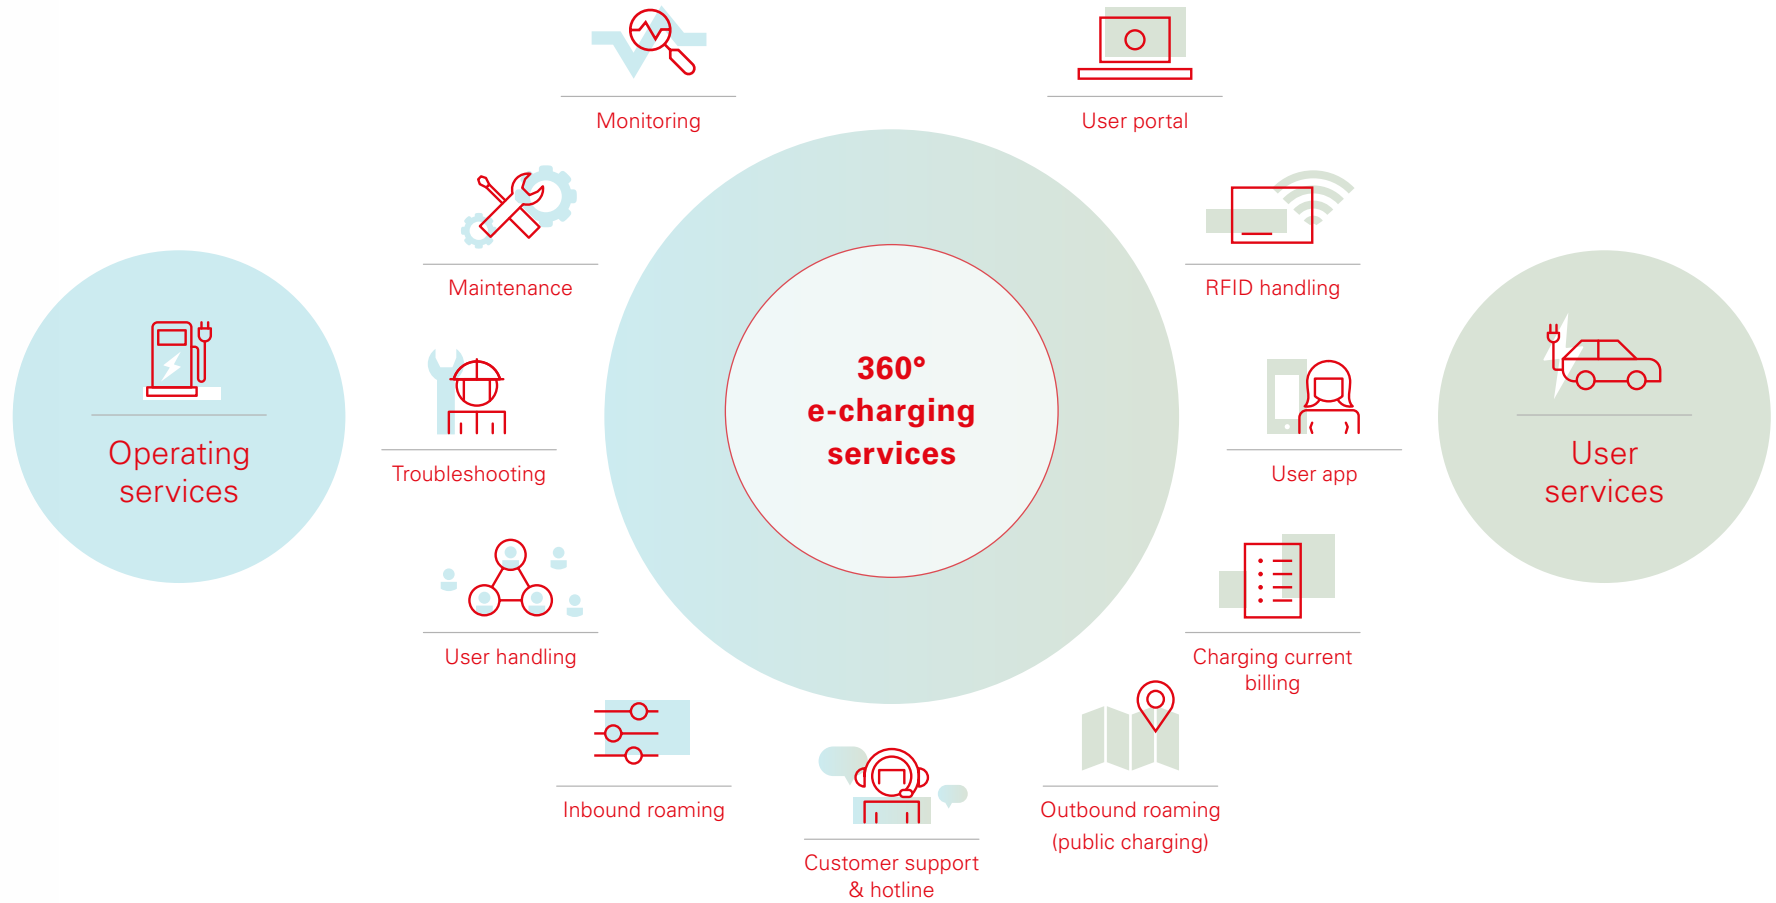 Monitoring
User portal
Maintenance
RFID handling
360°
e-charging
services
Operating
services
User
services
Troubleshooting
User app
User handling
Charging current
billing
Inbound roaming
Outbound roaming
(public charging)
Customer support
& hotline